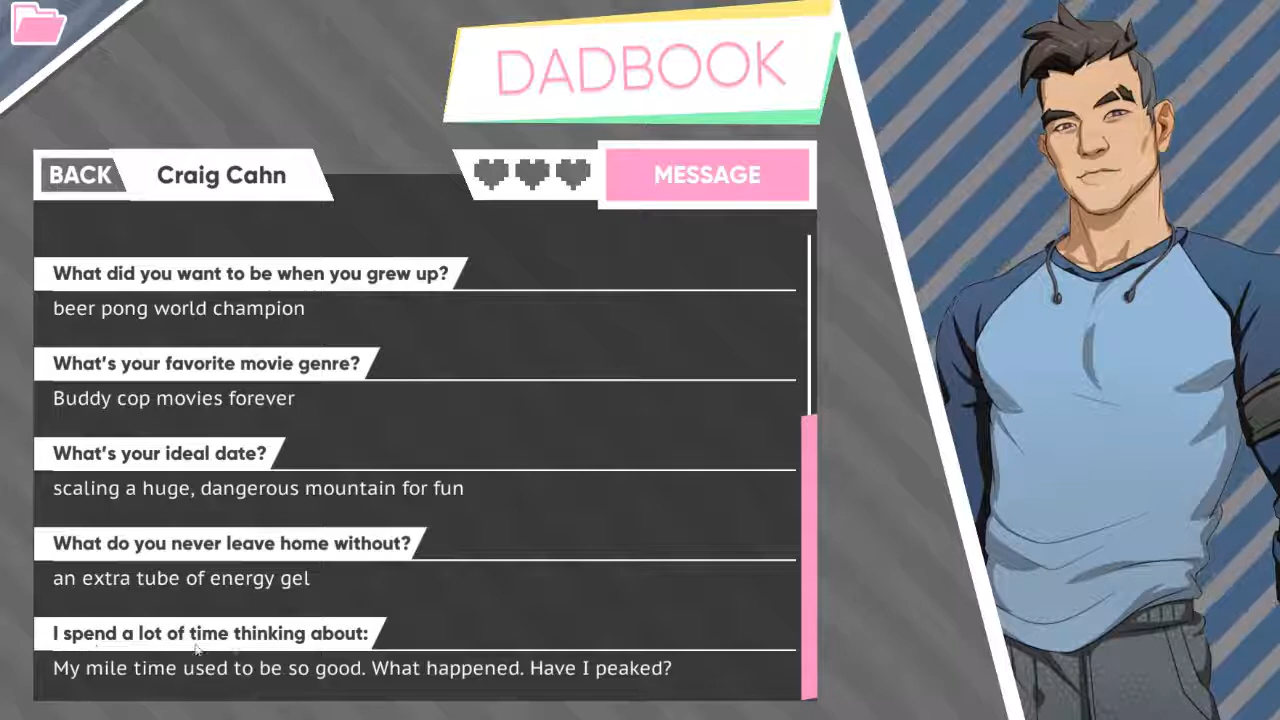 DADBOOK
BACK
Craig Cahn
MESSAGE
What did you want to be when you grew up?
beer pong world champion
What's your favorite movie genre?
Buddy cop movies forever
What's your ideal date?
scaling a huge, dangerous mountain for fun
What do you never leave home without?
an extra tube of energy gel
I spend a lot of time thinking about:
My mile time used to be so good. What happened. Have I peaked?